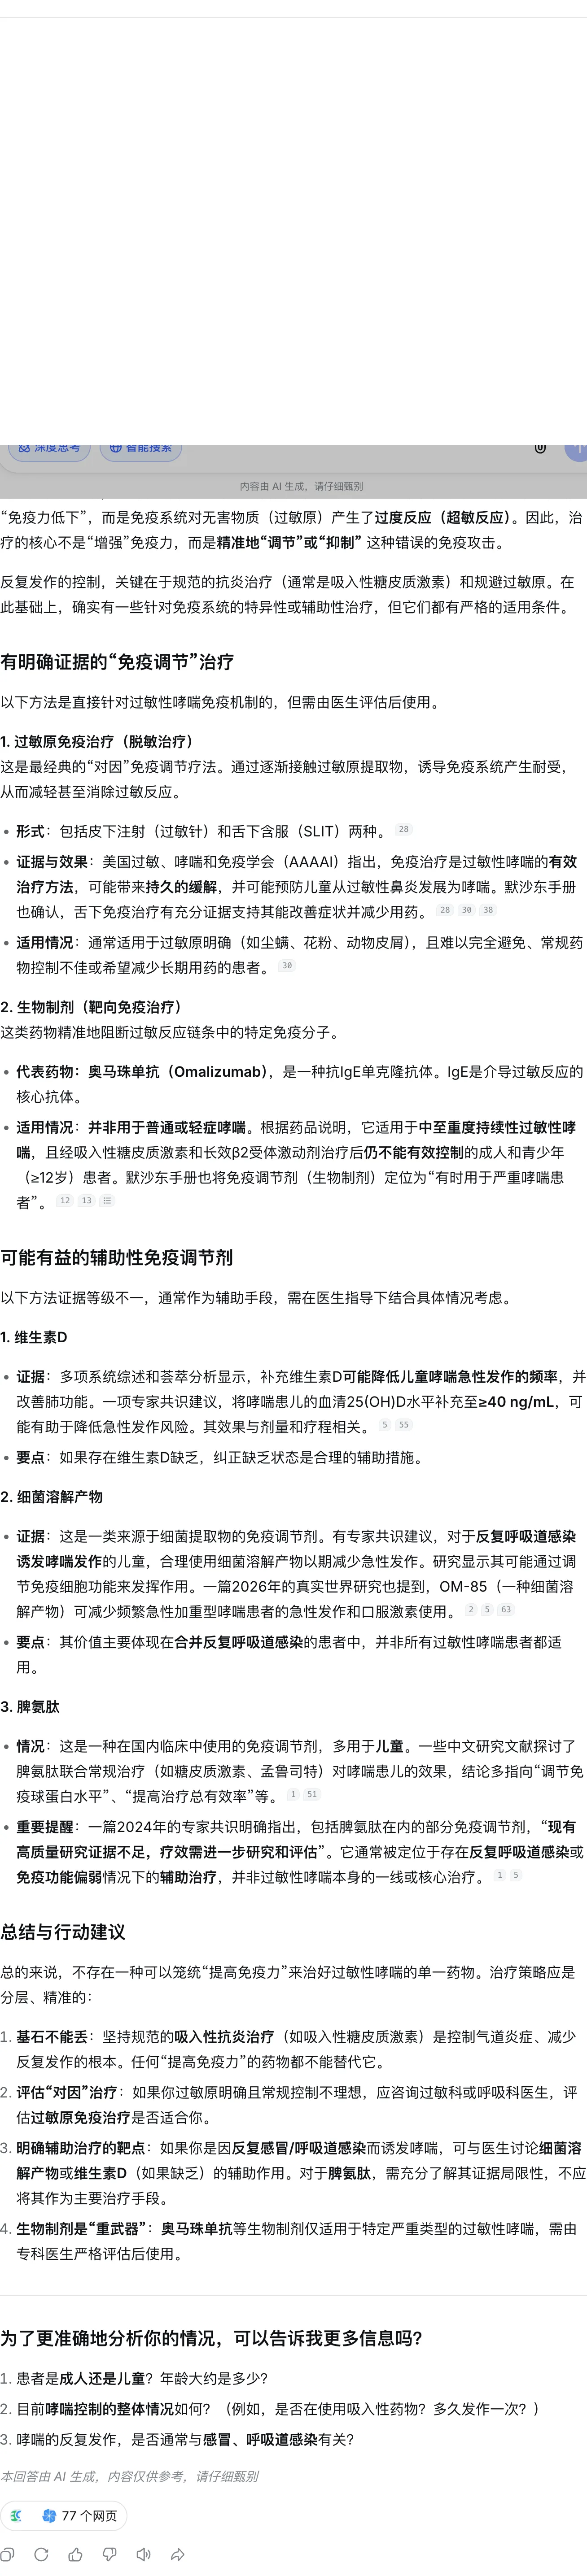 深度思考 智能搜索
内容由 AI 生成，请仔细甄别
“免疫力低下”，而是免疫系统对无害物质（过敏原）产生了过度反应（超敏反应）。因此，治
疗的核心不是“增强”免疫力，而是精准地“调节”或“抑制” 这种错误的免疫攻击。
反复发作的控制，关键在于规范的抗炎治疗（通常是吸入性糖皮质激素）和规避过敏原。在
此基础上，确实有一些针对免疫系统的特异性或辅助性治疗，但它们都有严格的适用条件。
有明确证据的“免疫调节”治疗
以下方法是直接针对过敏性哮喘免疫机制的，但需由医生评估后使用。
1. 过敏原免疫治疗（脱敏治疗）
这是最经典的“对因”免疫调节疗法。通过逐渐接触过敏原提取物，诱导免疫系统产生耐受，
从而减轻甚至消除过敏反应。
• 形式：包括皮下注射（过敏针）和舌下含服（SLIT）两种。 28
• 证据与效果：美国过敏、哮喘和免疫学会（AAAAI）指出，免疫治疗是过敏性哮喘的有效
治疗方法，可能带来持久的缓解，并可能预防儿童从过敏性鼻炎发展为哮喘。默沙东手册
也确认，舌下免疫治疗有充分证据支持其能改善症状并减少用药。 28 30 38
• 适用情况：通常适用于过敏原明确（如尘螨、花粉、动物皮屑），且难以完全避免、常规药
物控制不佳或希望减少长期用药的患者。 30
2. 生物制剂（靶向免疫治疗）
这类药物精准地阻断过敏反应链条中的特定免疫分子。
• 代表药物：奥马珠单抗（Omalizumab），是一种抗IgE单克隆抗体。IgE是介导过敏反应的
核心抗体。
• 适用情况：并非用于普通或轻症哮喘。根据药品说明，它适用于中至重度持续性过敏性哮
喘，且经吸入性糖皮质激素和长效β2受体激动剂治疗后仍不能有效控制的成人和青少年
（≥12岁）患者。默沙东手册也将免疫调节剂（生物制剂）定位为“有时用于严重哮喘患
者”。 12 13
可能有益的辅助性免疫调节剂
以下方法证据等级不一，通常作为辅助手段，需在医生指导下结合具体情况考虑。
1. 维生素D
• 证据：多项系统综述和荟萃分析显示，补充维生素D可能降低儿童哮喘急性发作的频率，并
改善肺功能。一项专家共识建议，将哮喘患儿的血清25(OH)D水平补充至≥40 ng/mL，可
能有助于降低急性发作风险。其效果与剂量和疗程相关。 5 55
• 要点：如果存在维生素D缺乏，纠正缺乏状态是合理的辅助措施。
2. 细菌溶解产物
• 证据：这是一类来源于细菌提取物的免疫调节剂。有专家共识建议，对于反复呼吸道感染
诱发哮喘发作的儿童，合理使用细菌溶解产物以期减少急性发作。研究显示其可能通过调
节免疫细胞功能来发挥作用。一篇2026年的真实世界研究也提到，OM-85（一种细菌溶
解产物）可减少频繁急性加重型哮喘患者的急性发作和口服激素使用。 2 5 63
• 要点：其价值主要体现在合并反复呼吸道感染的患者中，并非所有过敏性哮喘患者都适
用。
3. 脾氨肽
• 情况：这是一种在国内临床中使用的免疫调节剂，多用于儿童。一些中文研究文献探讨了
脾氨肽联合常规治疗（如糖皮质激素、孟鲁司特）对哮喘患儿的效果，结论多指向“调节免
疫球蛋白水平”、“提高治疗总有效率”等。 1 51
• 重要提醒：一篇2024年的专家共识明确指出，包括脾氨肽在内的部分免疫调节剂，“现有
高质量研究证据不足，疗效需进一步研究和评估”。它通常被定位于存在反复呼吸道感染或
免疫功能偏弱情况下的辅助治疗，并非过敏性哮喘本身的一线或核心治疗。 1 5
总结与行动建议
总的来说，不存在一种可以笼统“提高免疫力”来治好过敏性哮喘的单一药物。治疗策略应是
分层、精准的：
1. 基石不能丢：坚持规范的吸入性抗炎治疗（如吸入性糖皮质激素）是控制气道炎症、减少
反复发作的根本。任何“提高免疫力”的药物都不能替代它。
2. 评估“对因”治疗：如果你过敏原明确且常规控制不理想，应咨询过敏科或呼吸科医生，评
估过敏原免疫治疗是否适合你。
3. 明确辅助治疗的靶点：如果你是因反复感冒/呼吸道感染而诱发哮喘，可与医生讨论细菌溶
解产物或维生素D（如果缺乏）的辅助作用。对于脾氨肽，需充分了解其证据局限性，不应
将其作为主要治疗手段。
4. 生物制剂是“重武器”：奥马珠单抗等生物制剂仅适用于特定严重类型的过敏性哮喘，需由
专科医生严格评估后使用。
为了更准确地分析你的情况，可以告诉我更多信息吗？
1. 患者是成人还是儿童？年龄大约是多少？
2. 目前哮喘控制的整体情况如何？（例如，是否在使用吸入性药物？多久发作一次？）
3. 哮喘的反复发作，是否通常与感冒、呼吸道感染有关？
本回答由 AI 生成，内容仅供参考，请仔细甄别
77 个网页